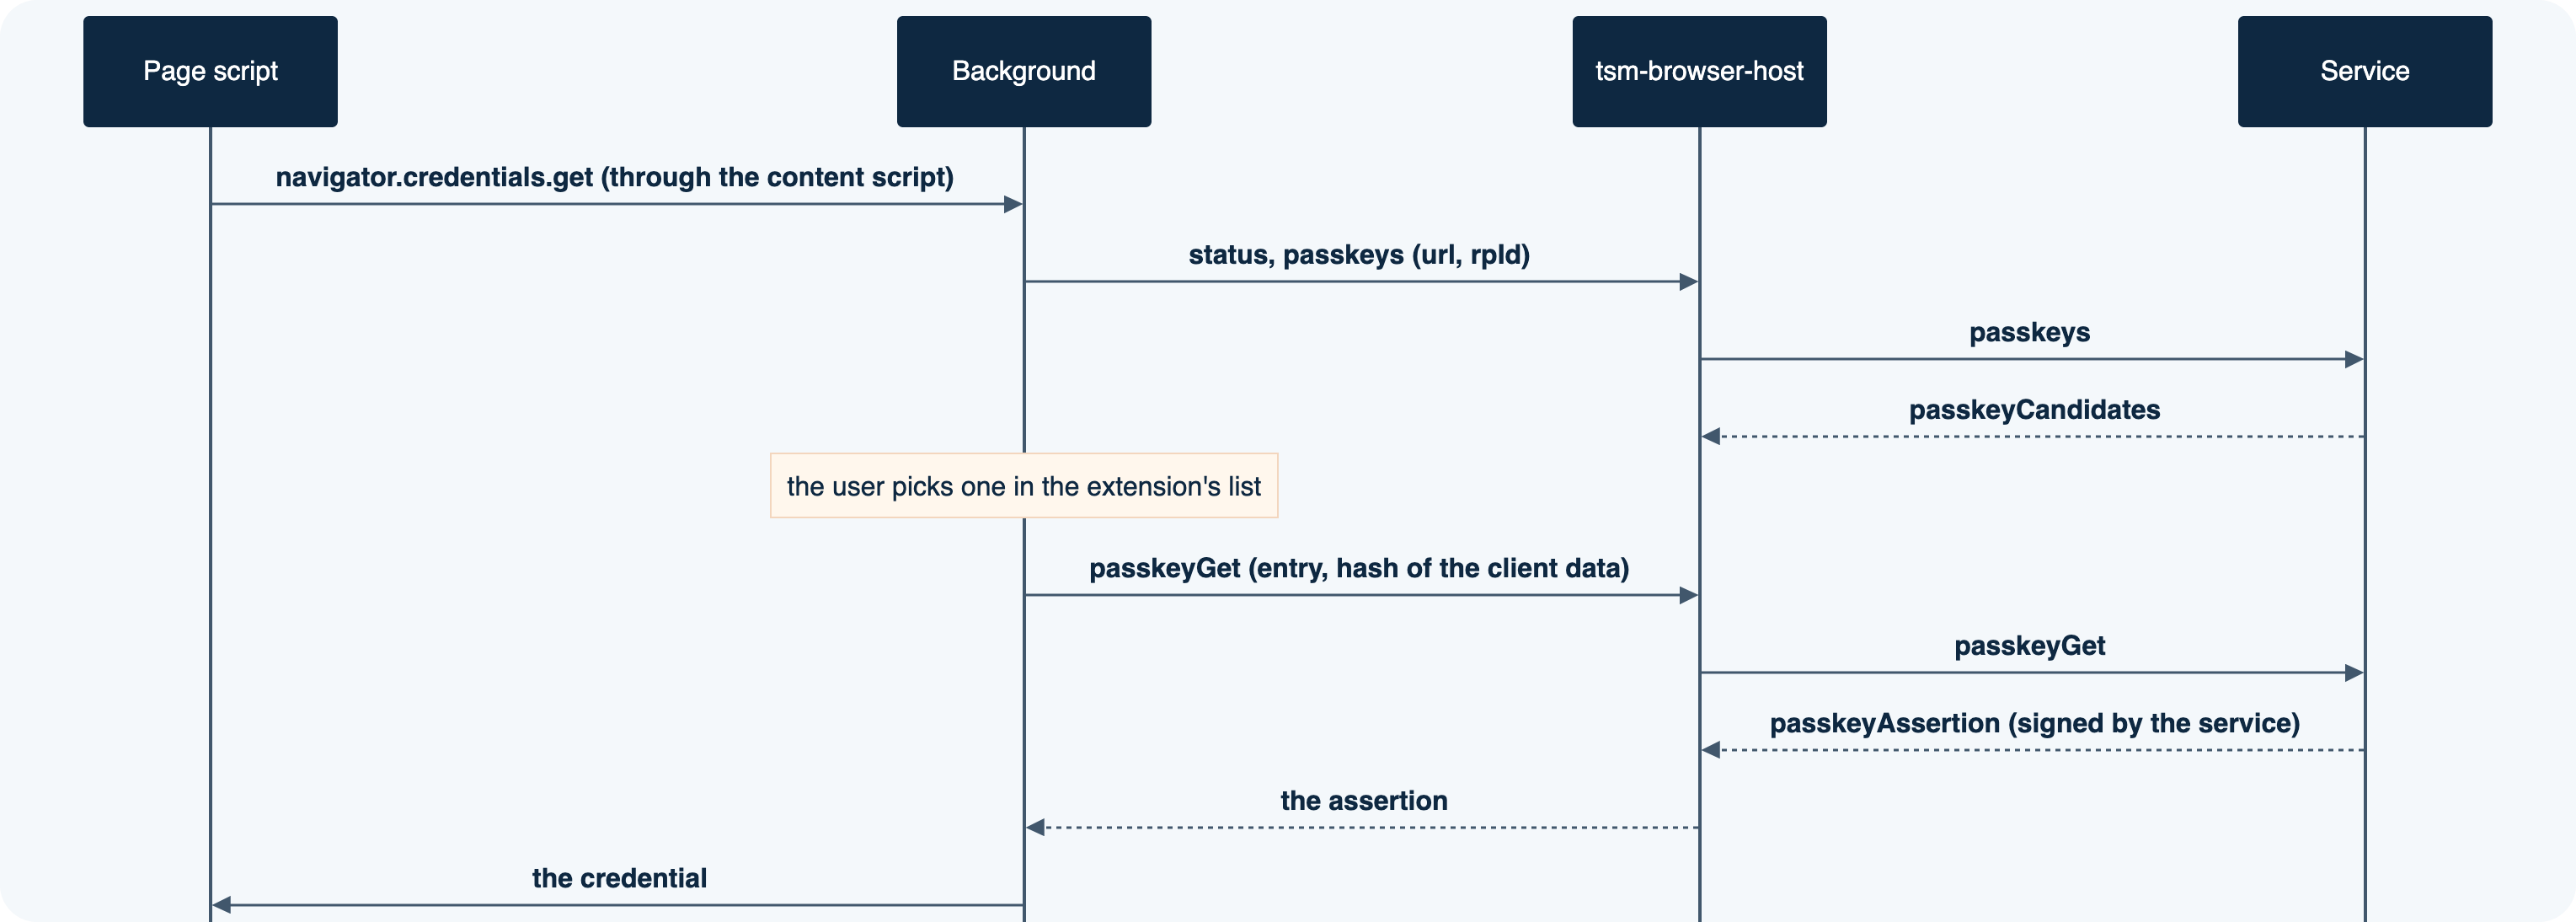 Page script
Background
tsm-browser-host
Service
navigator.credentials.get (through the content script)
status, passkeys (url, rpId)
passkeys
passkeyCandidates
the user picks one in the extension's list
passkeyGet (entry, hash of the client data)
passkeyGet
passkeyAssertion (signed by the service)
the assertion
the credential